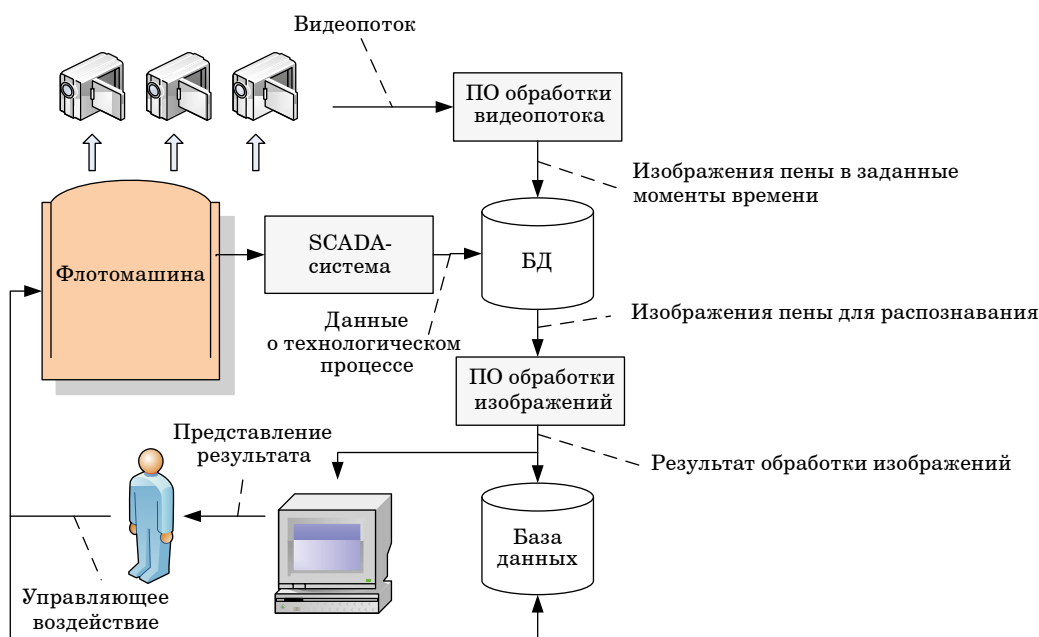 Видеопоток
ПО обработки
видеопотока
Изображения пены в заданные
моменты времени
SCADA-
система
БД
Флотомашина
Данные
о технологическом
процессе
Изображения пены для распознавания
ПО обработки
изображений
Представление
результата
Результат обработки изображений
База
данных
Управляющее
воздействие